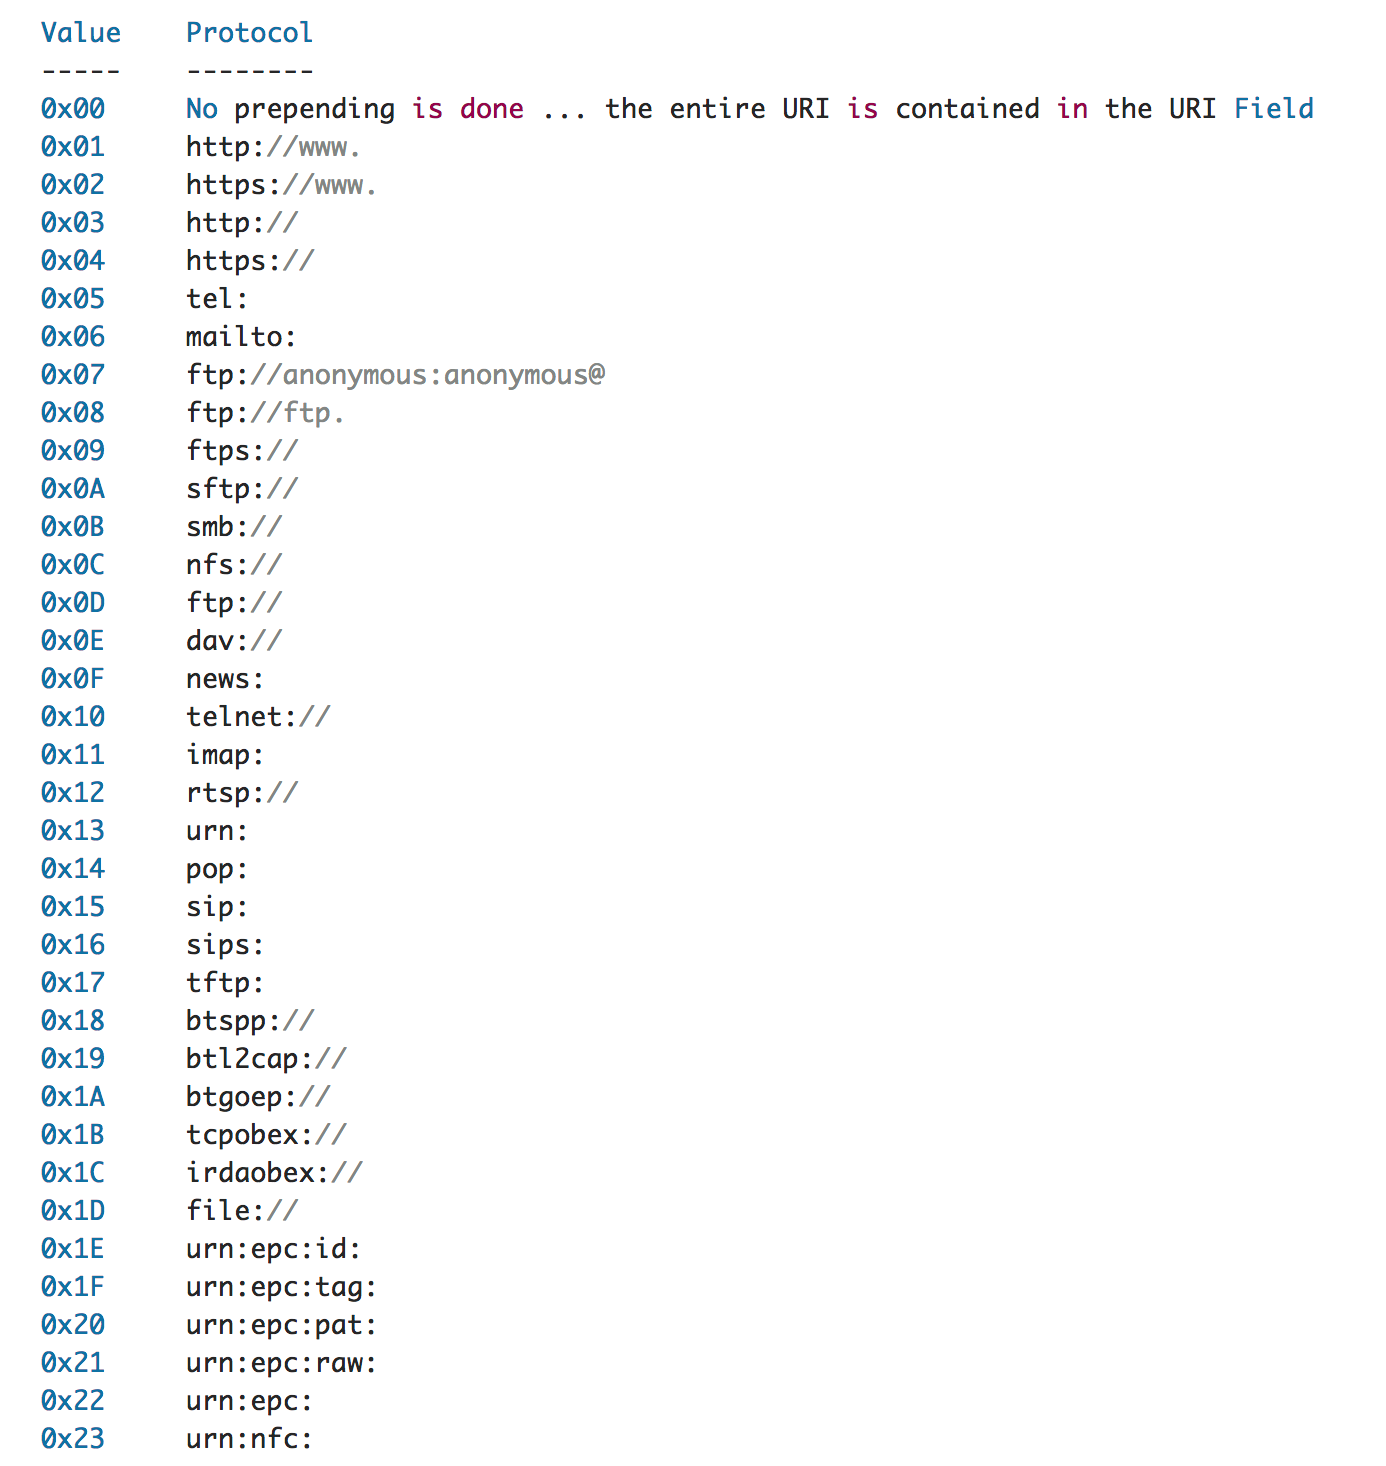 Value    Protocol
-----    --------
0x00     No prepending is done ... the entire URI is contained in the URI Field
0x01     http://www.
0x02     https://www.
0x03     http://
0x04     https://
0x05     tel:
0x06     mailto:
0x07     ftp://anonymous:anonymous@
0x08     ftp://ftp.
0x09     ftps://
0x0A     sftp://
0x0B     smb://
0x0C     nfs://
0x0D     ftp://
0x0E     dav://
0x0F     news:
0x10     telnet://
0x11     imap:
0x12     rtsp://
0x13     urn:
0x14     pop:
0x15     sip:
0x16     sips:
0x17     tftp:
0x18     btspp://
0x19     btl2cap://
0x1A     btgoep://
0x1B     tcpobex://
0x1C     irdaobex://
0x1D     file://
0x1E     urn:epc:id:
0x1F     urn:epc:tag:
0x20     urn:epc:pat:
0x21     urn:epc:raw:
0x22     urn:epc:
0x23     urn:nfc: